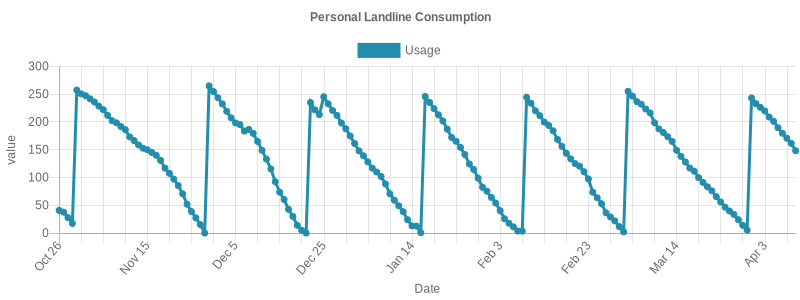 Personal Landline Consumption
Usage
value
300
250
200
150
100
50
0
Oct 26
Nov 15
Dec 5
Dec 25
Jan 14
Feb 3
Feb 23
Mar 14
Apr 3
Date